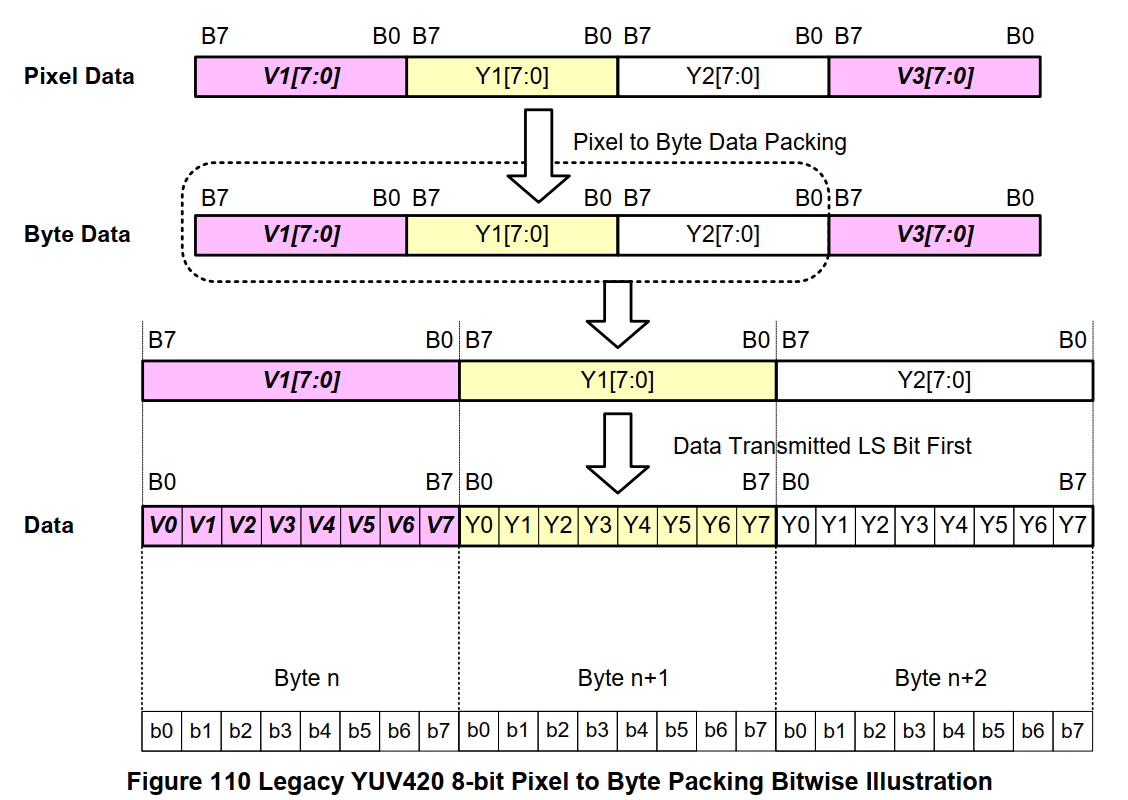 B7 B0 B7 B0 B7 B0 B7 B0
Pixel Data V1[7:0] Y1[7:0] Y2[7:0] V3[7:0]
Pixel to Byte Data Packing
B7 B0 B7 B0 B7 B0 B7 B0
Byte Data V1[7:0] Y1[7:0] Y2[7:0] V3[7:0]
B7 B0 B7 B0 B7 B0
V1[7:0] Y1[7:0] Y2[7:0]
Data Transmitted LS Bit First
B0 B7 B0 B7 B0 B7
Data V0 V1 V2 V3 V4 V5 V6 V7 Y0 Y1 Y2 Y3 Y4 Y5 Y6 Y7 Y0 Y1 Y2 Y3 Y4 Y5 Y6 Y7
Byte n Byte n+1 Byte n+2
b0 b1 b2 b3 b4 b5 b6 b7 b0 b1 b2 b3 b4 b5 b6 b7 b0 b1 b2 b3 b4 b5 b6 b7
Figure 110 Legacy YUV420 8-bit Pixel to Byte Packing Bitwise Illustration